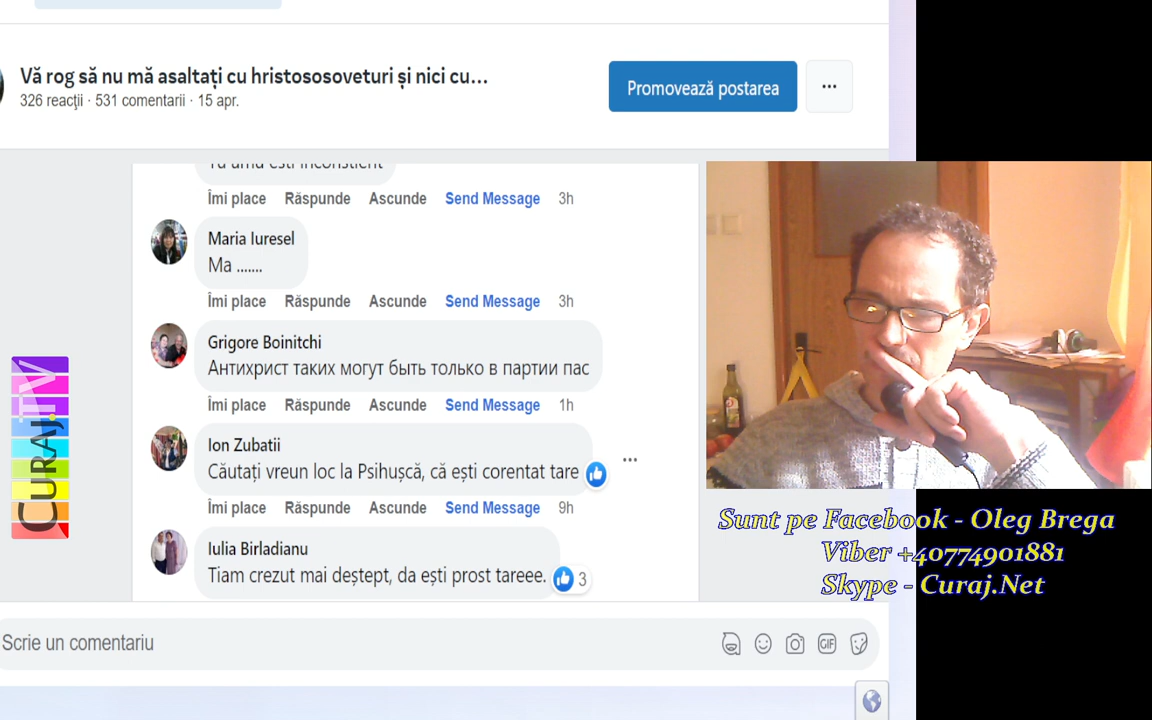 Vă rog să nu mă asaltați cu hristososoveturi și nici cu...
326 reacții · 531 comentarii · 15 apr.
Promovează postarea
Îmi place Răspunde Ascunde Send Message 3h
Maria Iuresel
Ma .......
Îmi place Răspunde Ascunde Send Message 3h
Grigore Boinitchi
Антихрист таких могут быть только в партии пас
Îmi place Răspunde Ascunde Send Message 1h
Ion Zubatii
Căutați vreun loc la Psihușcă, că ești corentat tare
Îmi place Răspunde Ascunde Send Message 9h
Iulia Birladianu
Tiam crezut mai deștept, da ești prost tareee.
3
Scrie un comentariu
GIF
CURAJ.TV
Sunt pe Facebook - Oleg Brega
Viber +40774901881
Skype - Curaj.Net